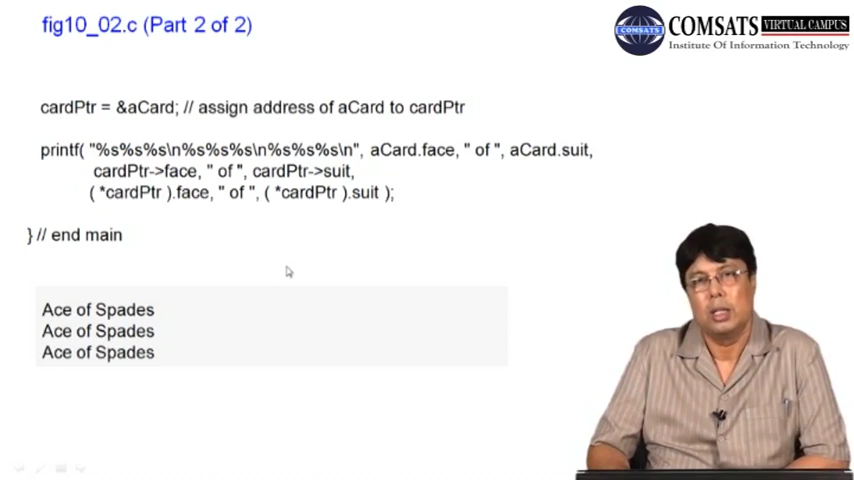 fig10_02.c (Part 2 of 2)
COMSATS
COMSATS VIRTUAL CAMPUS
Institute Of Information Technology
cardPtr = &aCard; // assign address of aCard to cardPtr
printf( "%s%s%s\n%s%s%s\n%s%s%s\n", aCard.face, " of ", aCard.suit,
cardPtr->face, " of ", cardPtr->suit,
( *cardPtr ).face, " of ", ( *cardPtr ).suit );
} // end main
Ace of Spades
Ace of Spades
Ace of Spades